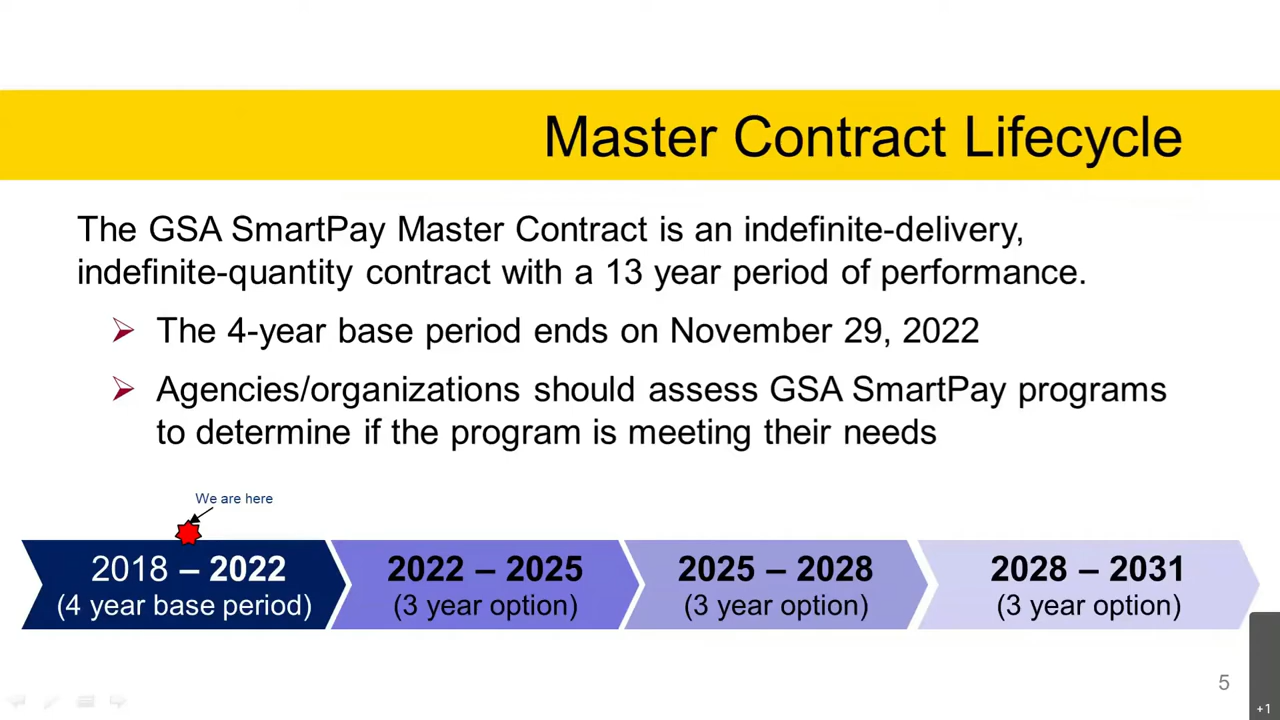 Master Contract Lifecycle
The GSA SmartPay Master Contract is an indefinite-delivery,
indefinite-quantity contract with a 13 year period of performance.
The 4-year base period ends on November 29, 2022
Agencies/organizations should assess GSA SmartPay programs
to determine if the program is meeting their needs
We are here
2018 – 2022
(4 year base period)
2022 – 2025
(3 year option)
2025 – 2028
(3 year option)
2028 – 2031
(3 year option)
5
+1